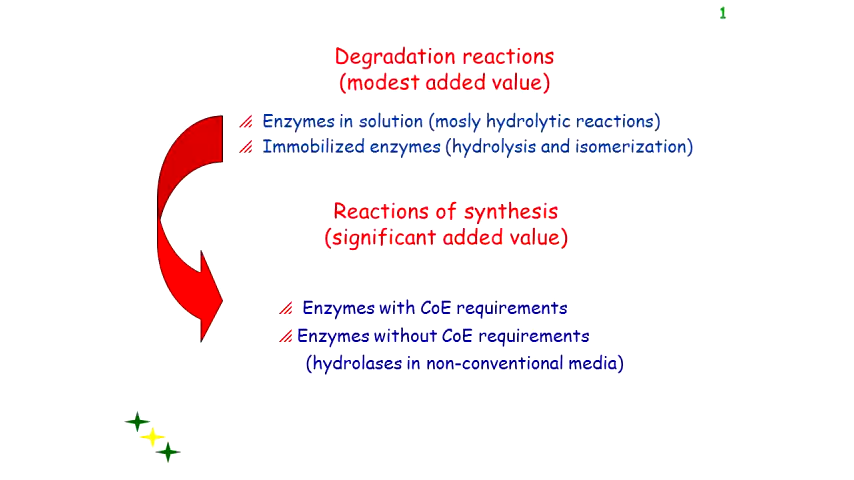 1
Degradation reactions
(modest added value)
Enzymes in solution (mosly hydrolytic reactions)
Immobilized enzymes (hydrolysis and isomerization)
Reactions of synthesis
(significant added value)
Enzymes with CoE requirements
Enzymes without CoE requirements
(hydrolases in non-conventional media)